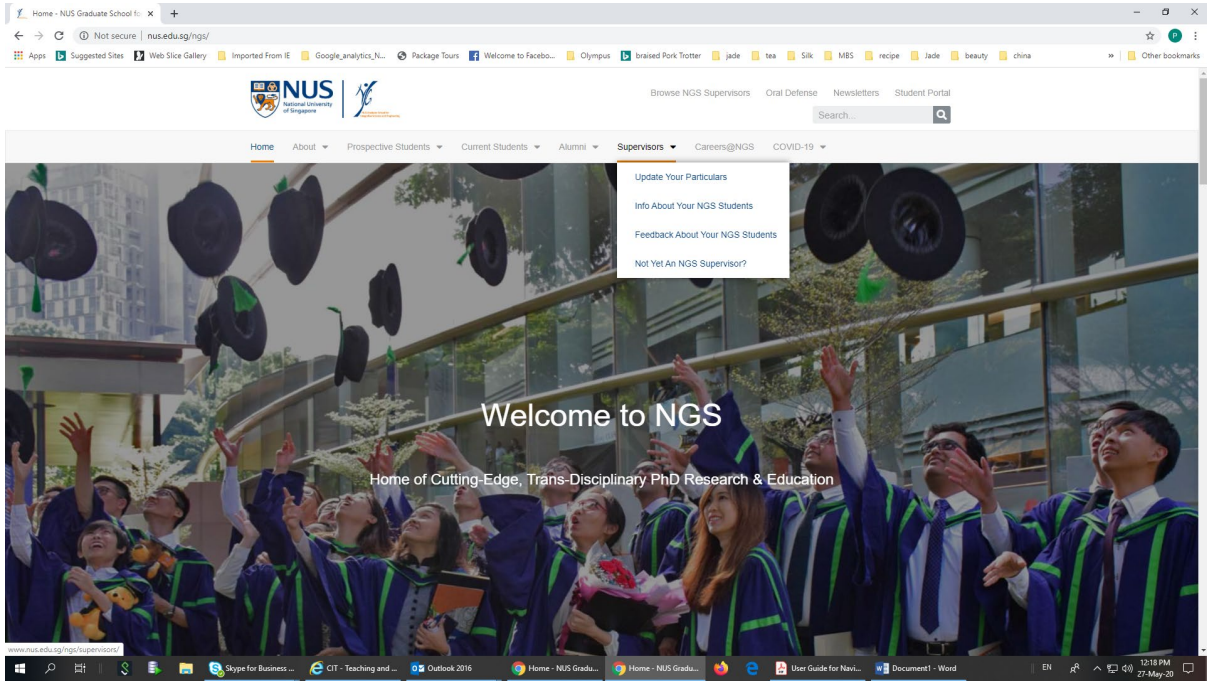 Home - NUS Graduate School fo
Not secure | nus.edu.sg/ngs/
P
Apps Suggested Sites Web Slice Gallery Imported From IE Google_analytics_N... Package Tours Welcome to Facebo... Olympus braised Pork Trotter jade tea Silk MBS recipe Jade beauty china » Other bookmarks
NUS
National University
of Singapore
Browse NGS Supervisors Oral Defense Newsletters Student Portal
Search...
Home About Prospective Students Current Students Alumni Supervisors Careers@NGS COVID-19
Update Your Particulars
Info About Your NGS Students
Feedback About Your NGS Students
Not Yet An NGS Supervisor?
Welcome to NGS
Home of Cutting-Edge, Trans-Disciplinary PhD Research & Education
www.nus.edu.sg/ngs/supervisors/
Skype for Business ... CIT - Teaching and ... Outlook 2016 Home - NUS Gradu... Home - NUS Gradu... User Guide for Navi... Document1 - Word EN 12:18 PM
27-May-20